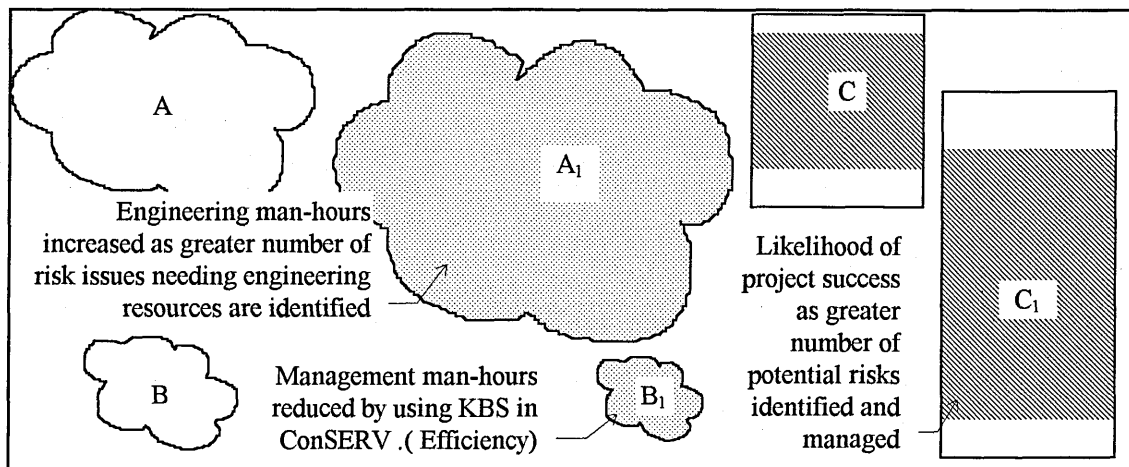 A
A₁
C
C₁
Engineering man-hours
increased as greater number of
risk issues needing engineering
resources are identified
Likelihood of
project success
as greater
number of
potential risks
identified and
managed
B
Management man-hours
reduced by using KBS in
ConSERV .( Efficiency)
B₁